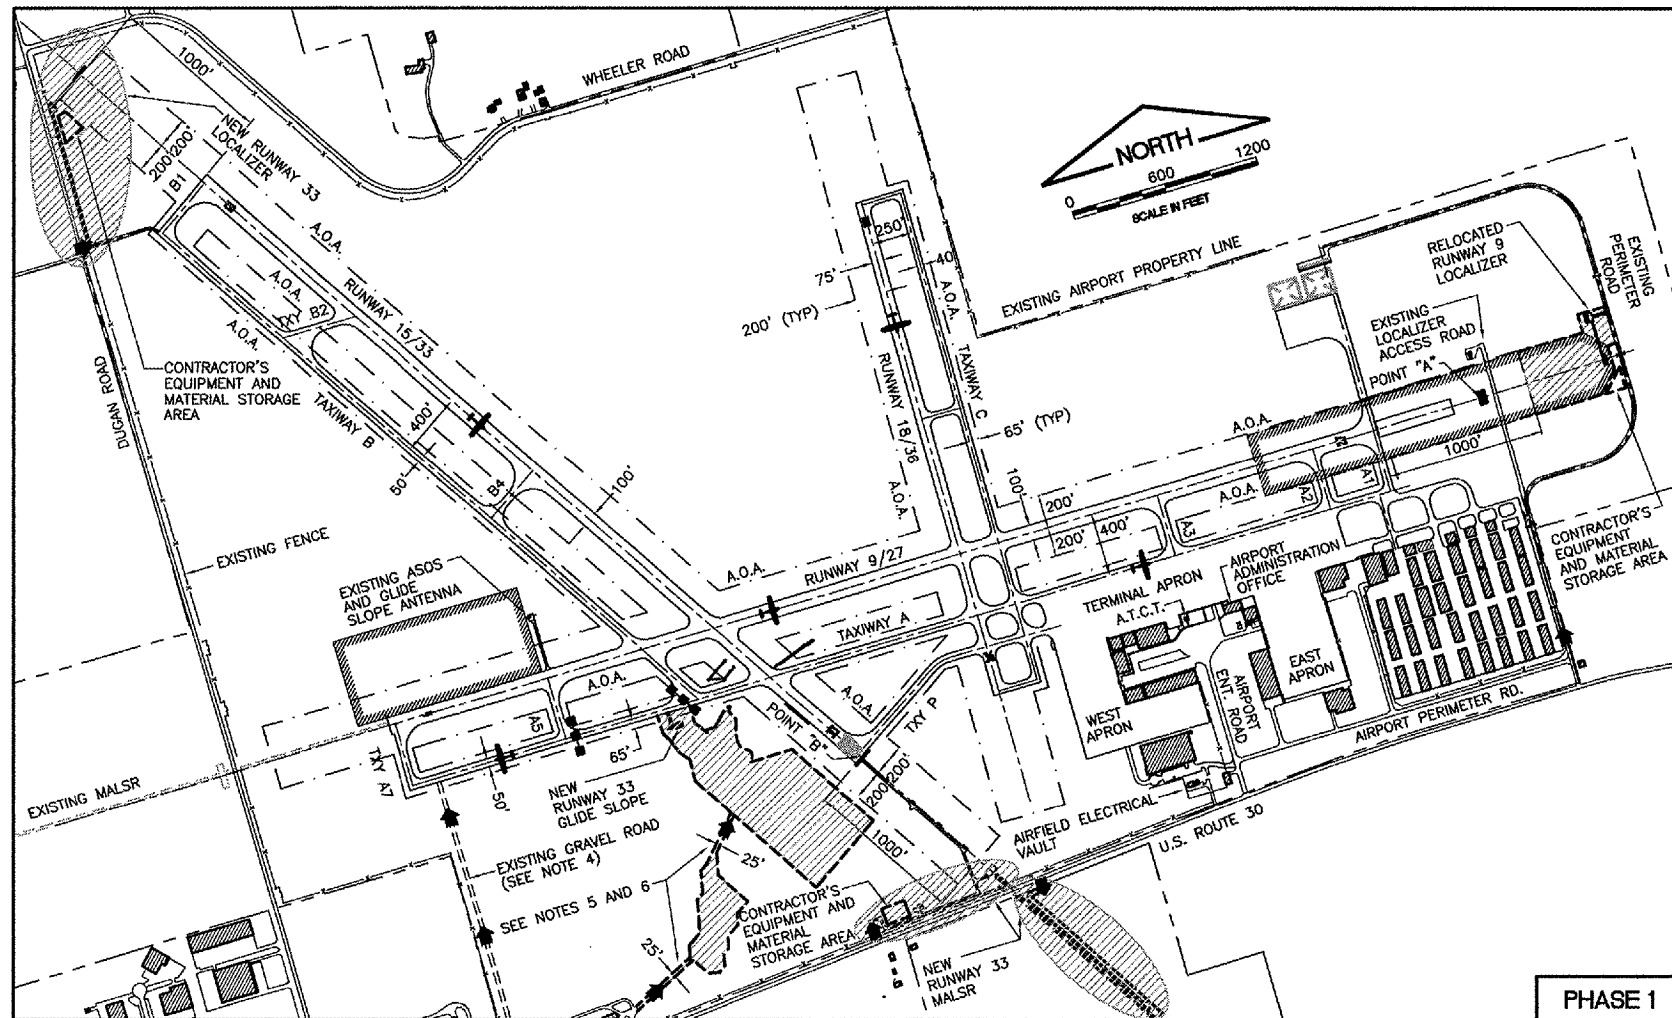 1000'
WHEELER ROAD
NEW RUNWAY 33
LOCALIZER
200'
200'
B1
A.O.A.
NORTH
0 600 1200
SCALE IN FEET
250'
75'
40'
200' (TYP)
A.O.A.
EXISTING AIRPORT PROPERTY LINE
RELOCATED
RUNWAY 9
LOCALIZER
EXISTING
PERIMETER
ROAD
EXISTING
LOCALIZER
ACCESS ROAD
POINT "A"
A.O.A.
TXY B2
RUNWAY 15/33
A.O.A.
DUGAN ROAD
CONTRACTOR'S
EQUIPMENT AND
MATERIAL STORAGE
AREA
TAXIWAY B
400'
50'
B4
100'
RUNWAY 18/36
TAXIWAY C
65' (TYP)
A.O.A.
100'
A.O.A.
1000'
200'
200'
400'
A3
A.O.A.
A2
A1
EXISTING FENCE
EXISTING ASOS
AND GLIDE
SLOPE ANTENNA
A.O.A.
RUNWAY 9/27
TAXIWAY A
TERMINAL APRON
A.T.C.T.
AIRPORT
ADMINISTRATION
OFFICE
CONTRACTOR'S
EQUIPMENT
AND MATERIAL
STORAGE AREA
A.O.A.
A5
POINT "B"
A.O.A.
TXY P
WEST
APRON
AIRPORT
ENT. ROAD
EAST
APRON
AIRPORT PERIMETER RD.
TXY A7
EXISTING MALSR
50'
65'
NEW
RUNWAY 33
GLIDE SLOPE
200'
200'
1000'
AIRFIELD ELECTRICAL
VAULT
U.S. ROUTE 30
EXISTING GRAVEL ROAD
(SEE NOTE 4)
25'
SEE NOTES 5 AND 6
25'
CONTRACTOR'S
EQUIPMENT AND
MATERIAL
STORAGE AREA
NEW
RUNWAY 33
MALSR
PHASE 1